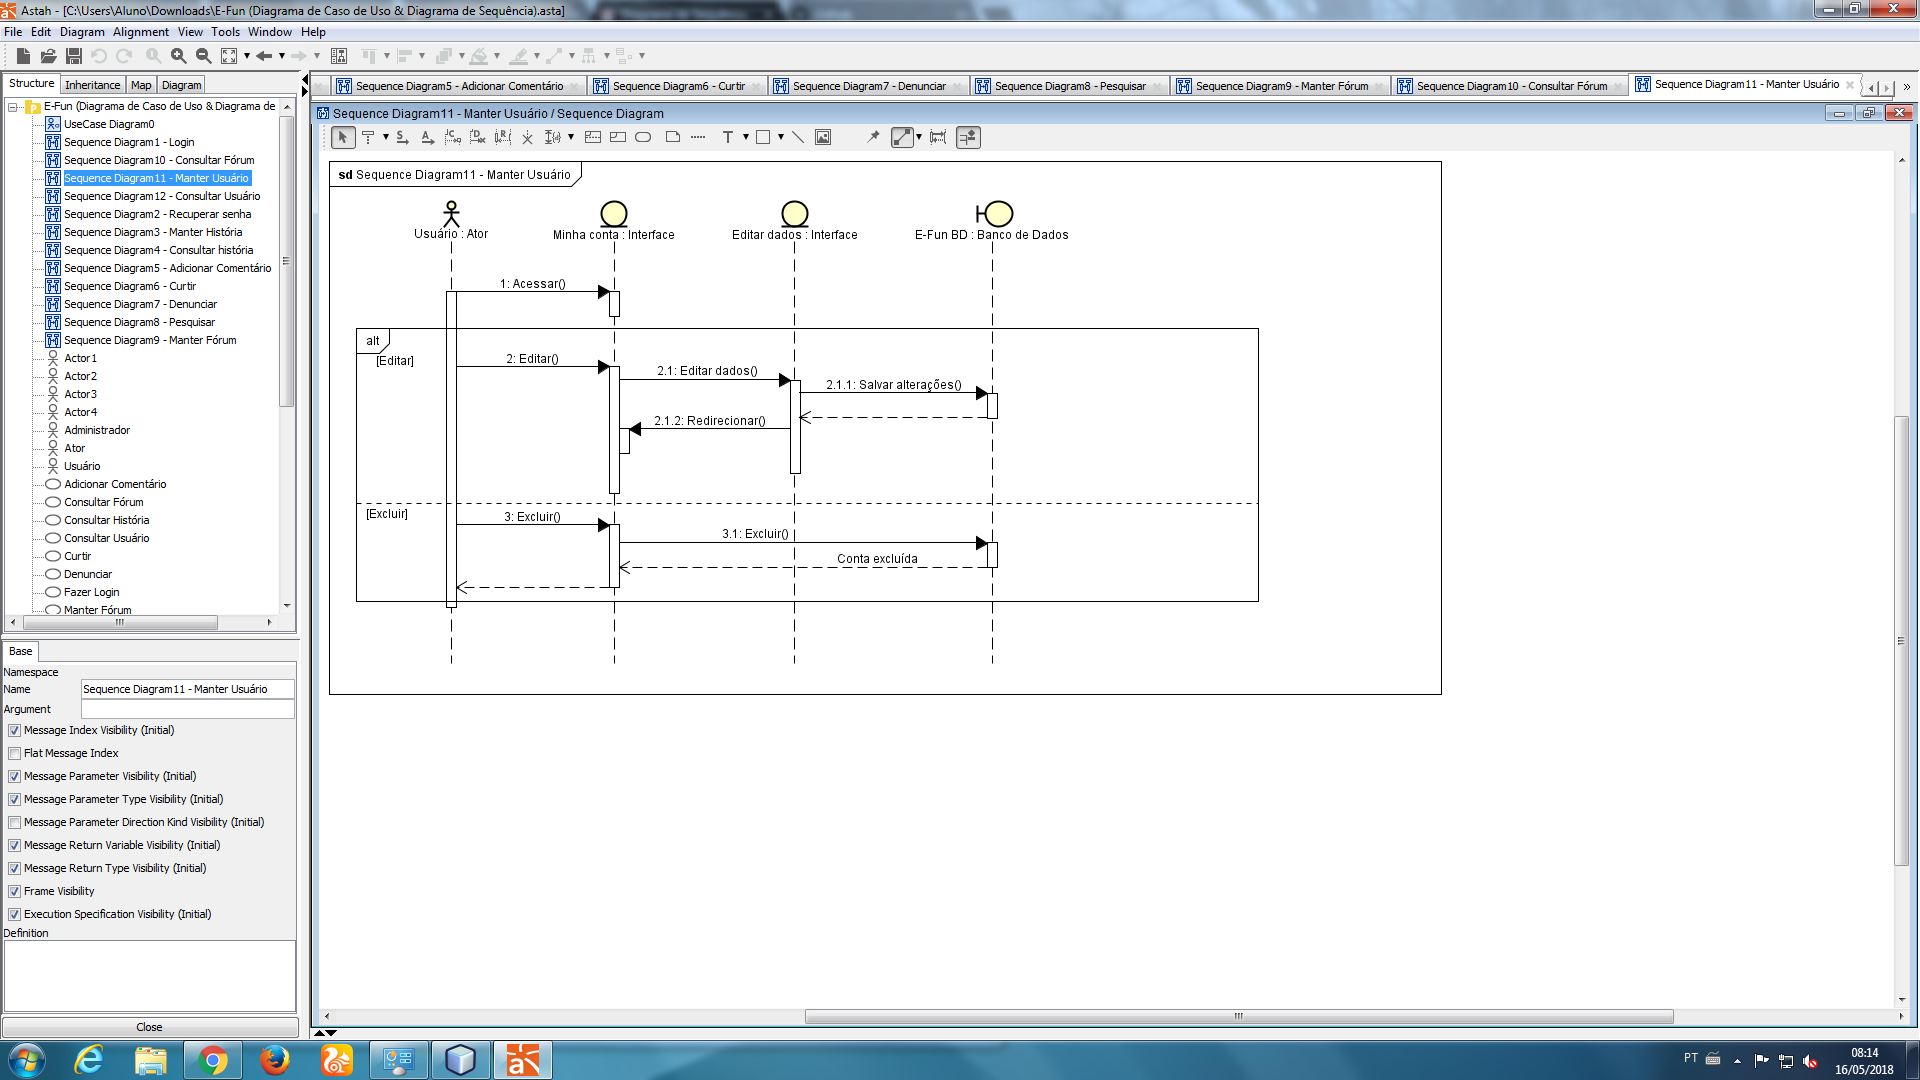 Astah - [C:\Users\Aluno\Downloads\E-Fun (Diagrama de Caso de Uso & Diagrama de Sequência).asta]
File Edit Diagram Alignment View Tools Window Help
Structure Inheritance Map Diagram
E-Fun (Diagrama de Caso de Uso & Diagrama de
UseCase Diagram0
Sequence Diagram1 - Login
Sequence Diagram10 - Consultar Fórum
Sequence Diagram11 - Manter Usuário
Sequence Diagram12 - Consultar Usuário
Sequence Diagram2 - Recuperar senha
Sequence Diagram3 - Manter História
Sequence Diagram4 - Consultar história
Sequence Diagram5 - Adicionar Comentário
Sequence Diagram6 - Curtir
Sequence Diagram7 - Denunciar
Sequence Diagram8 - Pesquisar
Sequence Diagram9 - Manter Fórum
Actor1
Actor2
Actor3
Actor4
Administrador
Ator
Usuário
Adicionar Comentário
Consultar Fórum
Consultar História
Consultar Usuário
Curtir
Denunciar
Fazer Login
Manter Fórum
Base
Namespace
Name Sequence Diagram11 - Manter Usuário
Argument
Message Index Visibility (Initial)
Flat Message Index
Message Parameter Visibility (Initial)
Message Parameter Type Visibility (Initial)
Message Parameter Direction Kind Visibility (Initial)
Message Return Variable Visibility (Initial)
Message Return Type Visibility (Initial)
Frame Visibility
Execution Specification Visibility (Initial)
Definition
Close
Sequence Diagram5 - Adicionar Comentário Sequence Diagram6 - Curtir Sequence Diagram7 - Denunciar Sequence Diagram8 - Pesquisar Sequence Diagram9 - Manter Fórum Sequence Diagram10 - Consultar Fórum Sequence Diagram11 - Manter Usuário
Sequence Diagram11 - Manter Usuário / Sequence Diagram
sd Sequence Diagram11 - Manter Usuário
Usuário : Ator Minha conta : Interface Editar dados : Interface E-Fun BD : Banco de Dados
1: Acessar()
alt
[Editar]
2: Editar()
2.1: Editar dados()
2.1.1: Salvar alterações()
2.1.2: Redirecionar()
[Excluir]
3: Excluir()
3.1: Excluir()
Conta excluída
PT
08:14
16/05/2018